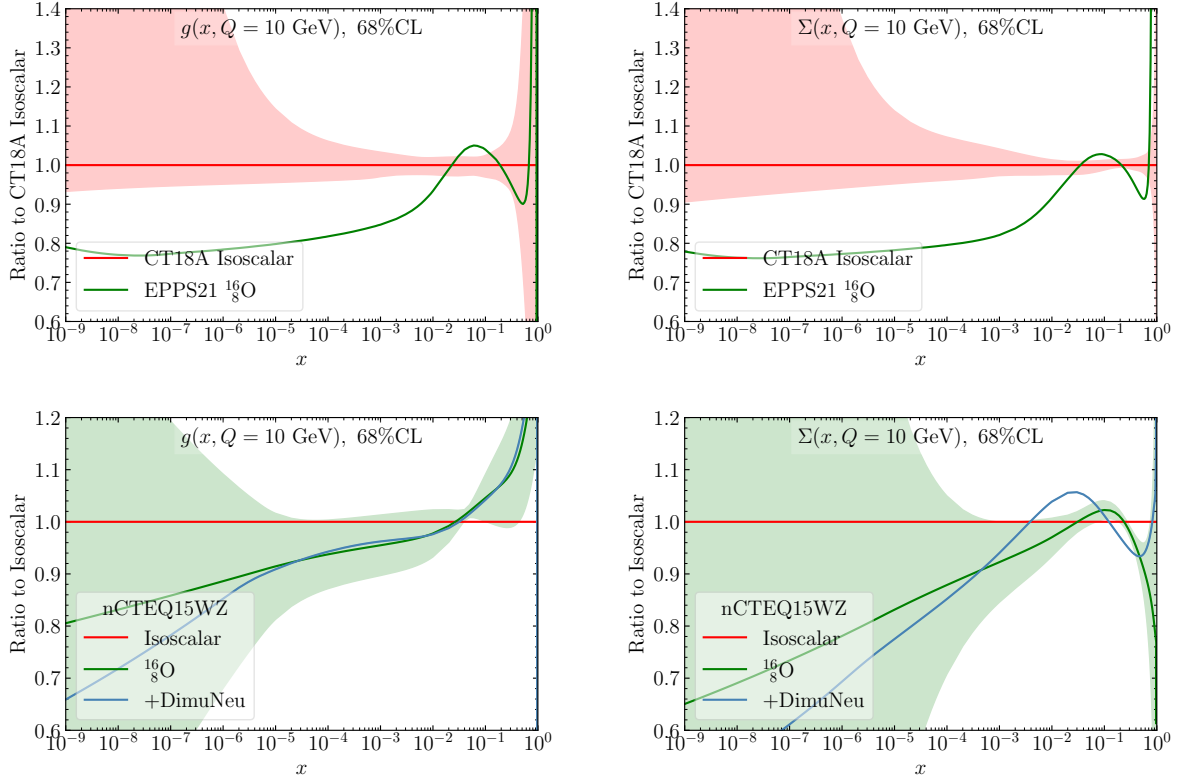 g(x, Q = 10 GeV), 68%CL
Ratio to CT18A Isoscalar
1.4
1.3
1.2
1.1
1.0
0.9
0.8
0.7
0.6
CT18A Isoscalar
EPPS21 ¹⁶₈O
10⁻⁹ 10⁻⁸ 10⁻⁷ 10⁻⁶ 10⁻⁵ 10⁻⁴ 10⁻³ 10⁻² 10⁻¹ 10⁰
x
Σ(x, Q = 10 GeV), 68%CL
Ratio to CT18A Isoscalar
1.4
1.3
1.2
1.1
1.0
0.9
0.8
0.7
0.6
CT18A Isoscalar
EPPS21 ¹⁶₈O
10⁻⁹ 10⁻⁸ 10⁻⁷ 10⁻⁶ 10⁻⁵ 10⁻⁴ 10⁻³ 10⁻² 10⁻¹ 10⁰
x
g(x, Q = 10 GeV), 68%CL
Ratio to Isoscalar
1.2
1.1
1.0
0.9
0.8
0.7
0.6
nCTEQ15WZ
Isoscalar
¹⁶₈O
+DimuNeu
10⁻⁹ 10⁻⁸ 10⁻⁷ 10⁻⁶ 10⁻⁵ 10⁻⁴ 10⁻³ 10⁻² 10⁻¹ 10⁰
x
Σ(x, Q = 10 GeV), 68%CL
Ratio to Isoscalar
1.2
1.1
1.0
0.9
0.8
0.7
0.6
nCTEQ15WZ
Isoscalar
¹⁶₈O
+DimuNeu
10⁻⁹ 10⁻⁸ 10⁻⁷ 10⁻⁶ 10⁻⁵ 10⁻⁴ 10⁻³ 10⁻² 10⁻¹ 10⁰
x